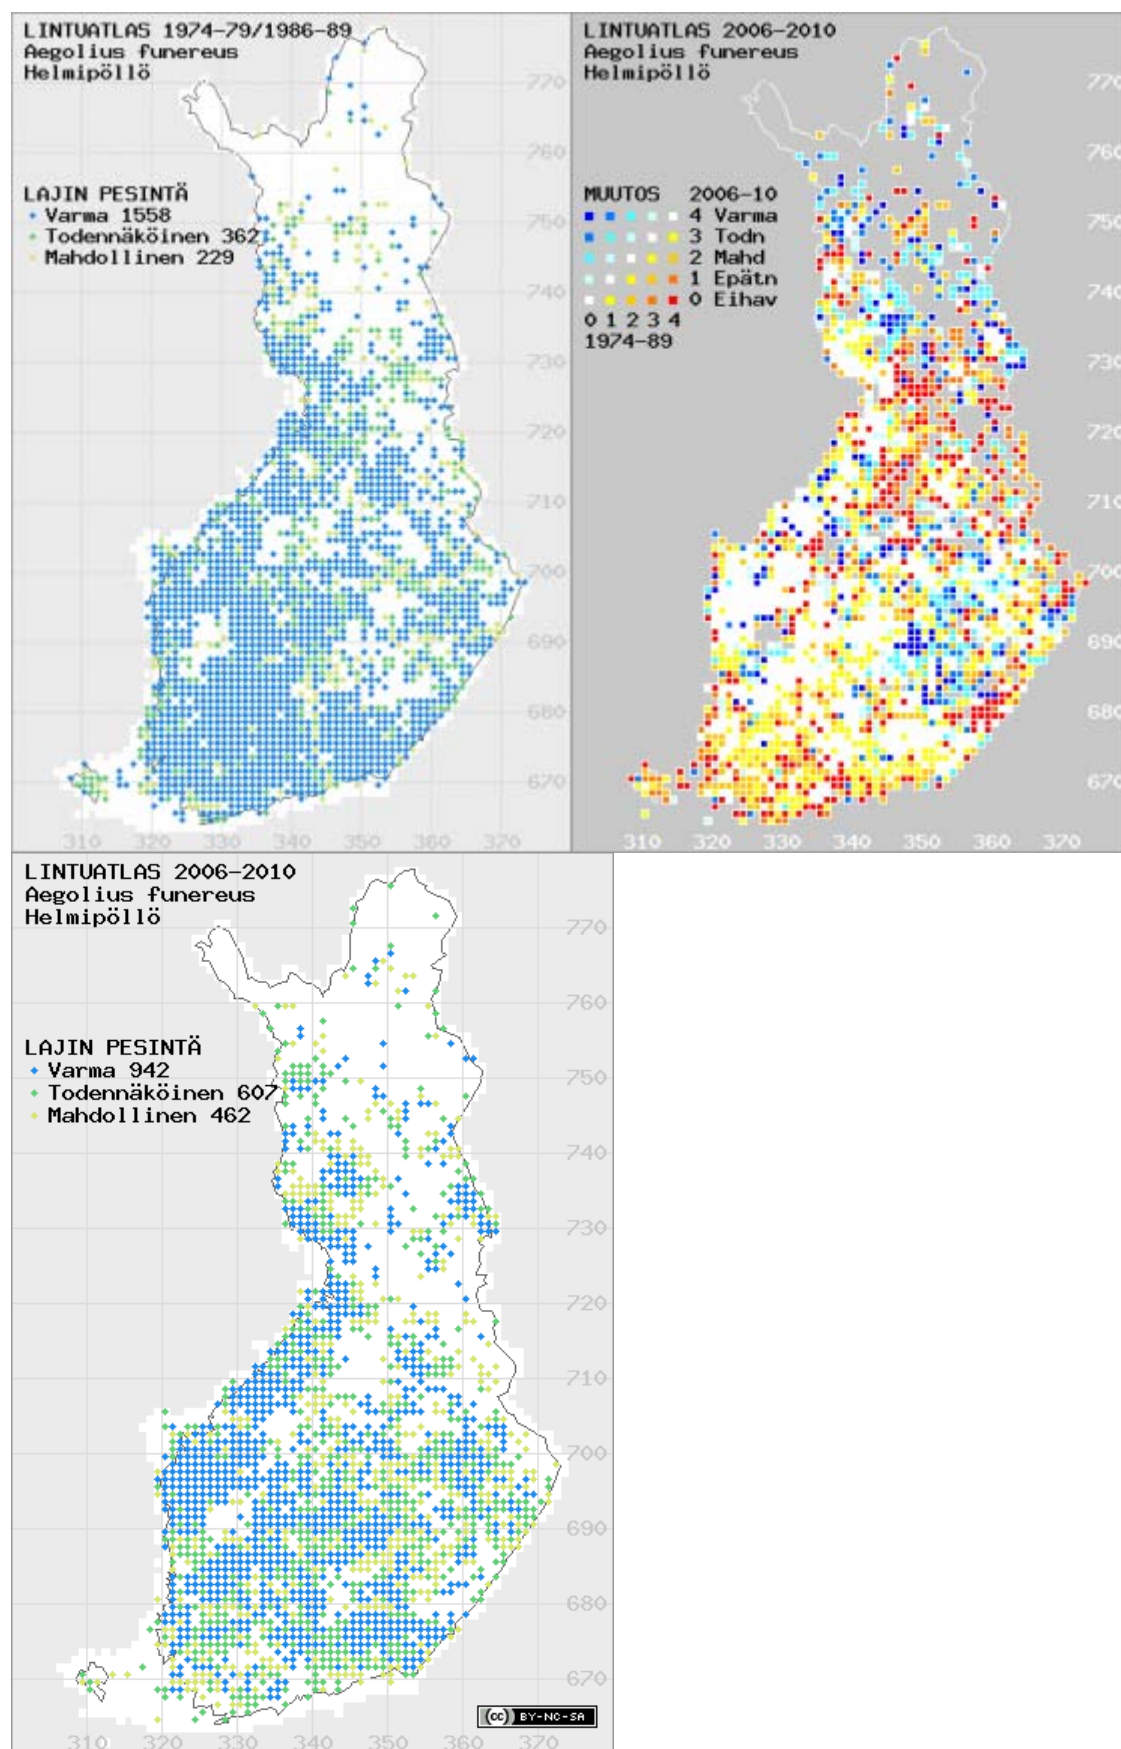 LINTUATLAS 1974-79/1986-89
Aegolius funereus
Helmipöllö
770
760
LAJIN PESINTÄ
Varma 1558
750
Todennäköinen 362
Mahdollinen 229
740
730
720
710
700
690
680
670
310 320 330 340 350 360 370
LINTUATLAS 2006-2010
Aegolius funereus
Helmipöllö
770
760
MUUTOS 2006-10
4 Varma
750
3 Todn
2 Mahd
1 Epätn
740
0 Eihav
0 1 2 3 4
1974-89
730
720
710
700
690
680
670
310 320 330 340 350 360 370
LINTUATLAS 2006-2010
Aegolius funereus
Helmipöllö
770
760
LAJIN PESINTÄ
Varma 942
750
Todennäköinen 607
Mahdollinen 462
740
730
720
710
700
690
680
670
cc BY-NC-SA
310 320 330 340 350 360 370